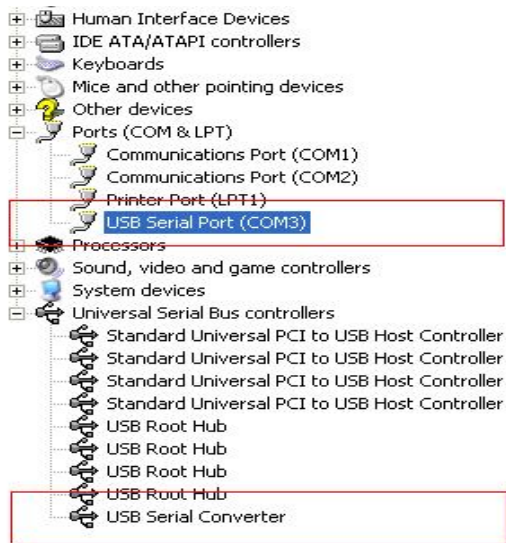 Human Interface Devices
IDE ATA/ATAPI controllers
Keyboards
Mice and other pointing devices
Other devices
Ports (COM & LPT)
Communications Port (COM1)
Communications Port (COM2)
Printer Port (LPT1)
USB Serial Port (COM3)
Processors
Sound, video and game controllers
System devices
Universal Serial Bus controllers
Standard Universal PCI to USB Host Controller
Standard Universal PCI to USB Host Controller
Standard Universal PCI to USB Host Controller
Standard Universal PCI to USB Host Controller
USB Root Hub
USB Root Hub
USB Root Hub
USB Root Hub
USB Serial Converter